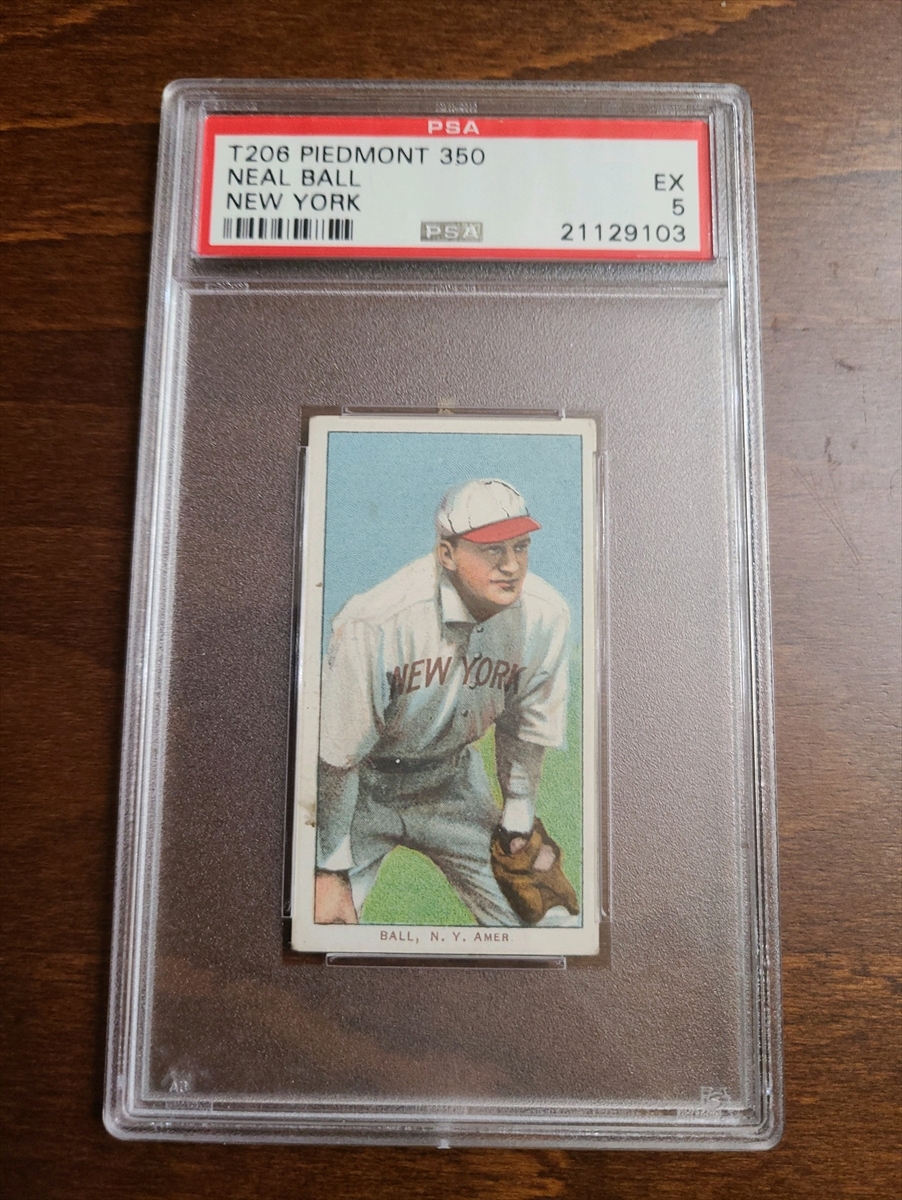 PSA
T206 PIEDMONT 350
NEAL BALL
EX
NEW YORK
5
PSA
21129103
NEW YORK
BALL, N. Y. AMER.